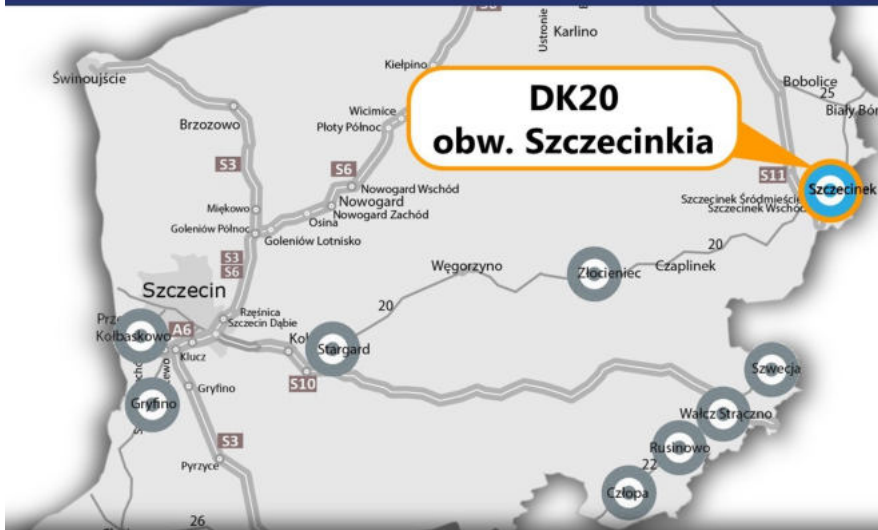 Karlino
Ustronie
Kiełpino
Świnoujście
Bobolice
25
Biały Bór
DK20
obw. Szczecinkia
Wicimice
Płoty Północ
Brzozowo
S3
S6
S11
Szczecinek
Nowogard Wschód
Nowogard
Nowogard Zachód
Szczecinek Śródmieście
Szczecinek Wschód
Miękowo
Osina
Goleniów Północ
Goleniów Lotnisko
20
S3
S6
Węgorzyno
Złocieniec
Czaplinek
Szczecin
20
Rzęśnica
Szczecin Dąbie
Kołbaskowo
A6
Klucz
Stargard
Szwecja
S10
Gryfino
Gryfino
Wałcz Strączno
S3
Rusinowo
Pyrzyce
22
Człopa
26